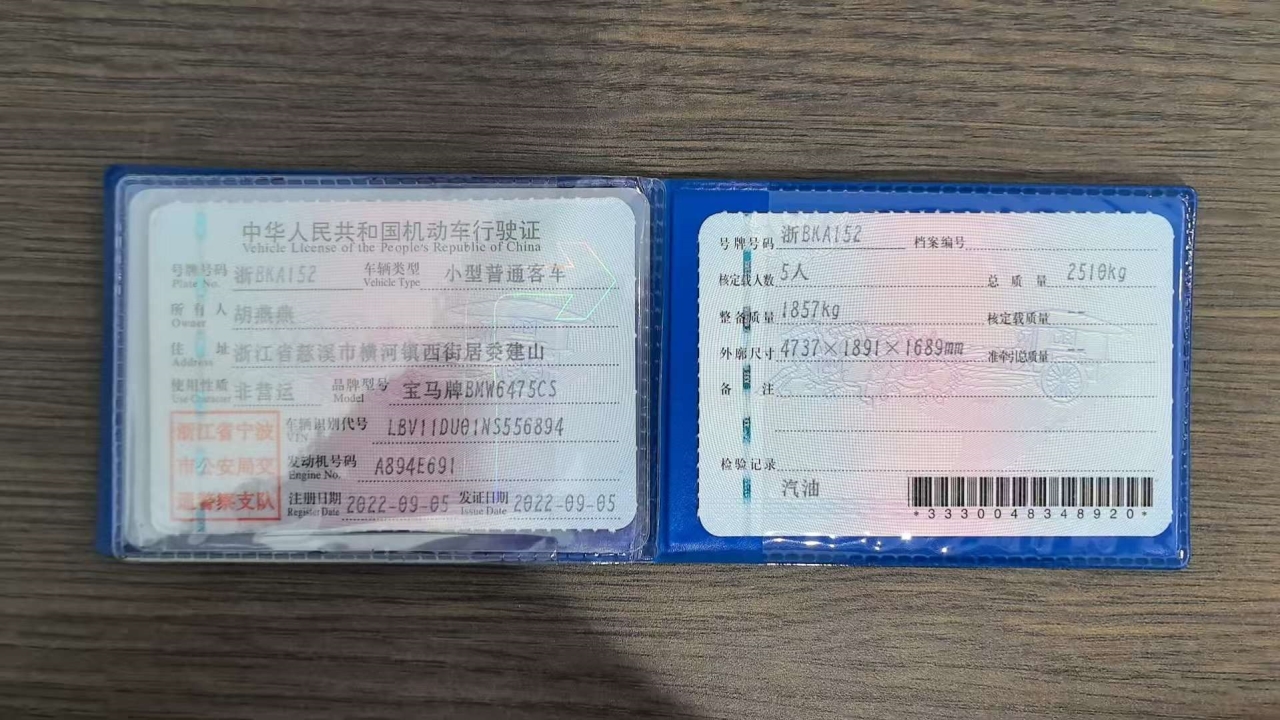 中华人民共和国机动车行驶证
Vehicle License of the People's Republic of China
号牌号码 浙BKA152 车辆类型 小型普通客车
Plate No. Vehicle Type
所有人 胡燕燕
Owner
住址 浙江省慈溪市横河镇西街居委建山
Address
使用性质 非营运 品牌型号 宝马牌BMW6475CS
Use Character Model
浙江省宁波
市公安局交
通警察支队
车辆识别代号 LBV11DU01NS556894
VIN
发动机号码 A894E691
Engine No.
注册日期 2022-09-05 发证日期 2022-09-05
Register Date Issue Date
号牌号码 浙BKA152 档案编号
核定载人数 5人 总质量 2510kg
整备质量 1857kg 核定载质量 --
外廓尺寸 4737×1891×1689mm 准牵引总质量 --
备注
检验记录
汽油
*3330048348920*